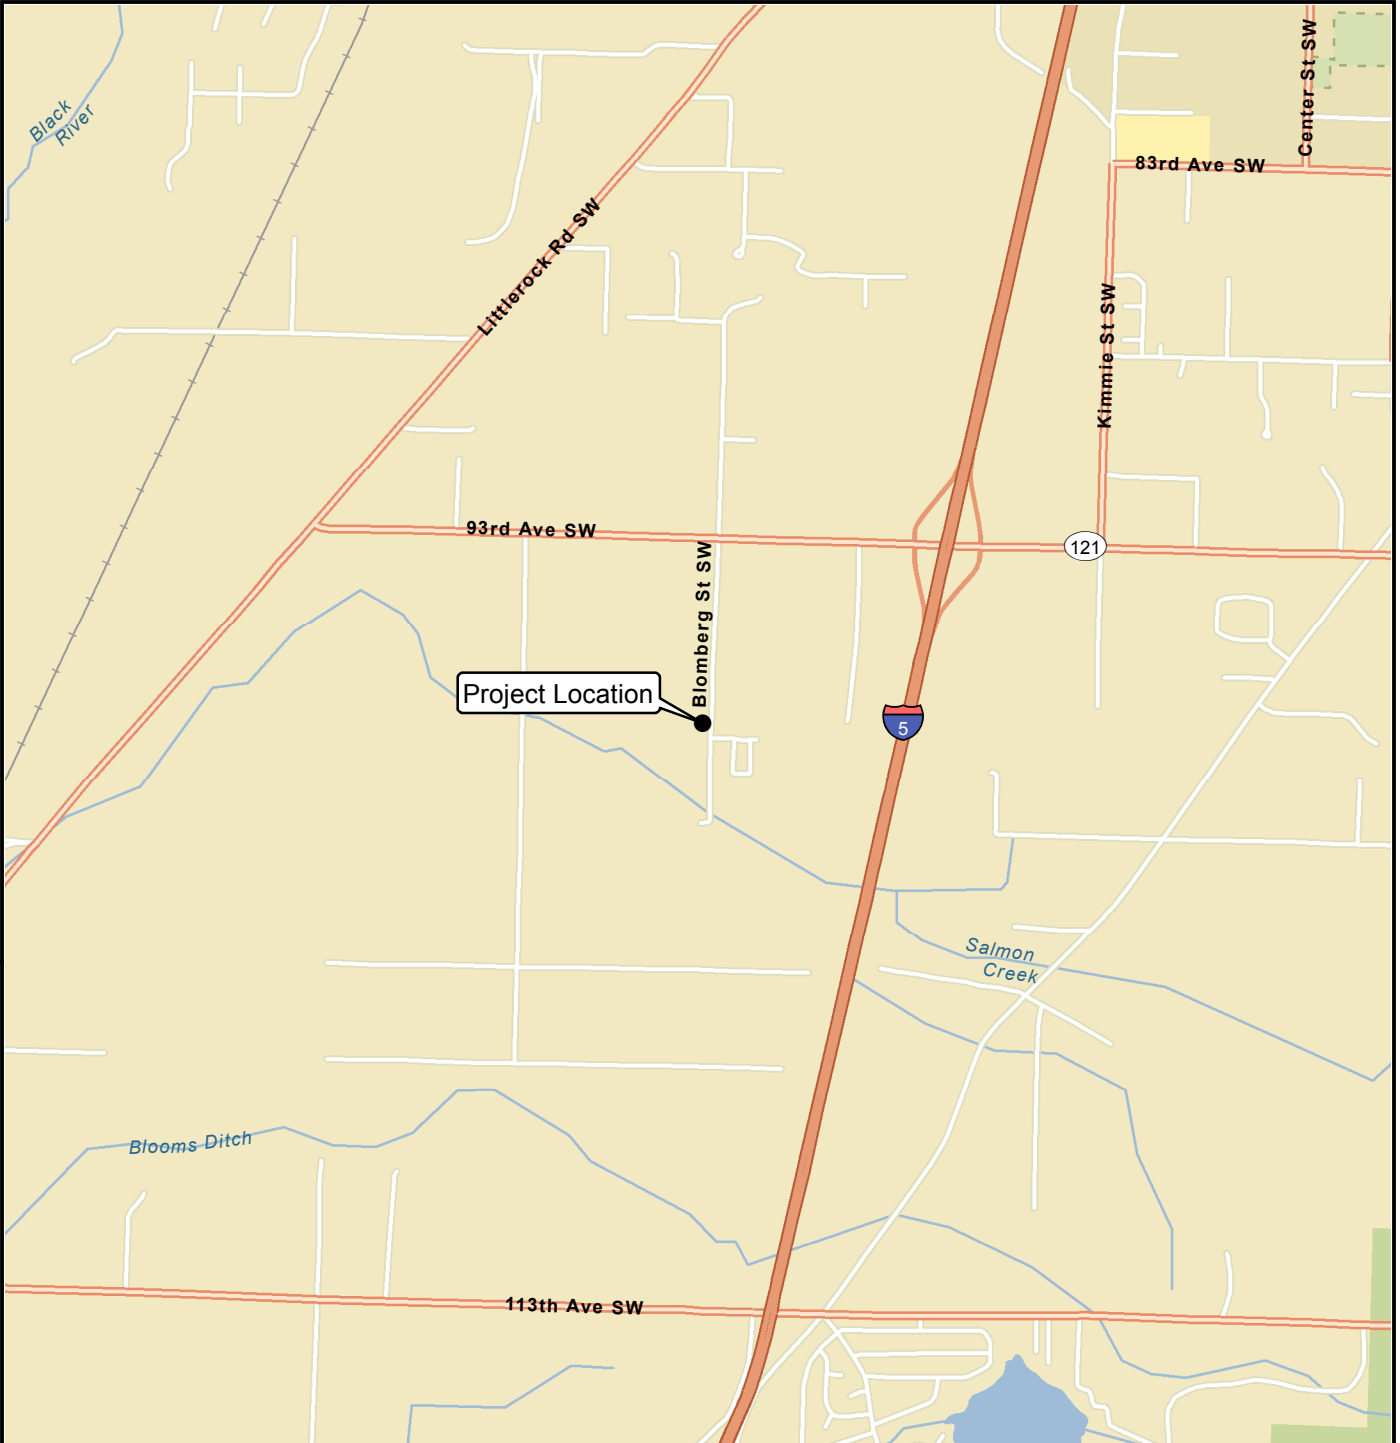 Black
River
Center St SW
83rd Ave SW
Littlerock Rd SW
Kimmie St SW
93rd Ave SW
121
Blomberg St SW
Project Location
5
Salmon
Creek
Blooms Ditch
113th Ave SW